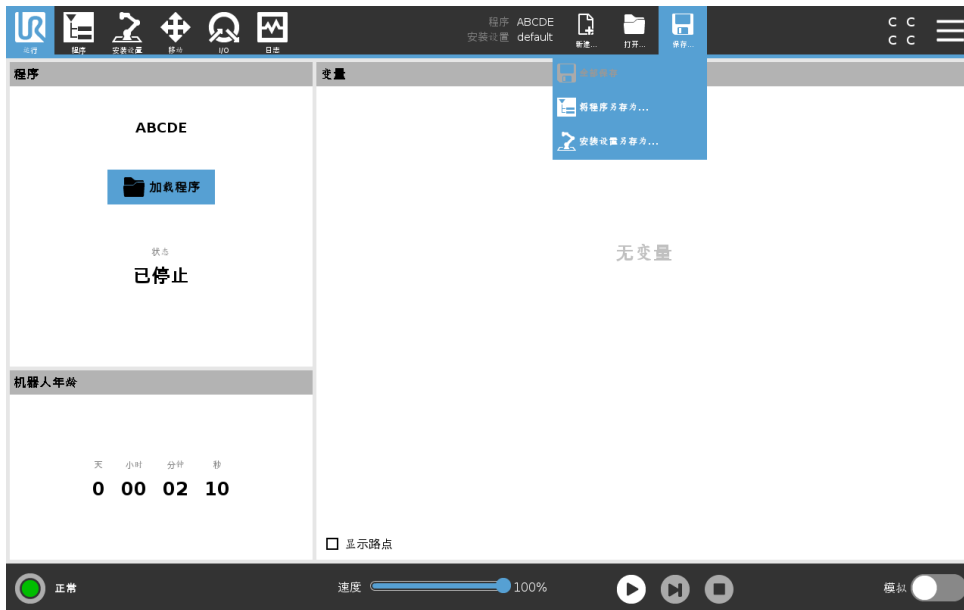 程序 ABCDE
安装设置 default
C C
C C
运行
程序
安装设置
移动
I/O
日志
新建...
打开...
保存...
程序
变量
全部保存
将程序另存为...
安装设置另存为...
ABCDE
加载程序
状态
已停止
无变量
机器人年龄
天 小时 分钟 秒
0 00 02 10
显示路点
正常
速度
100%
模拟